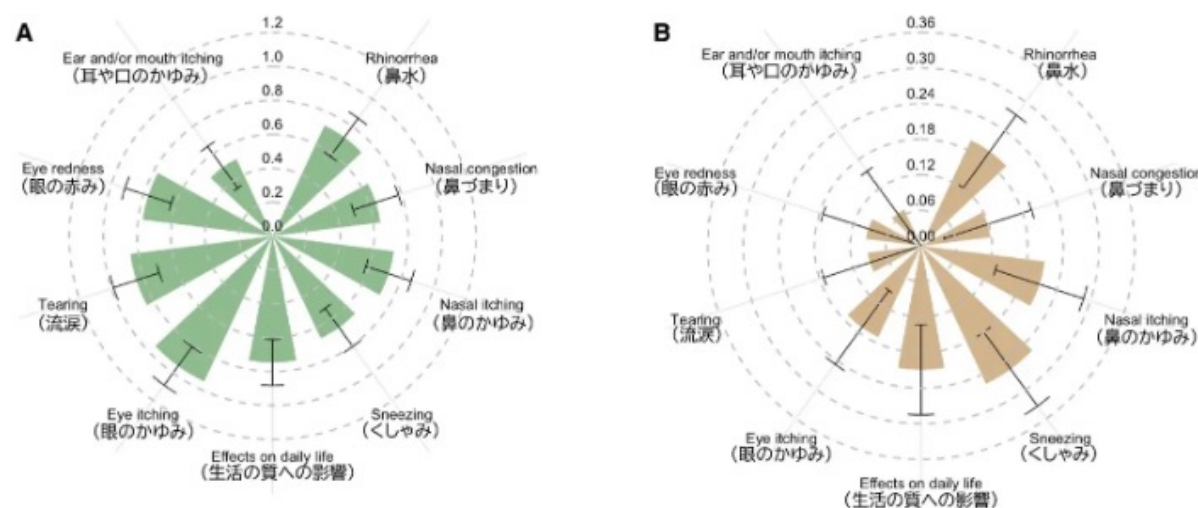 A
1.2
1.0
0.8
0.6
0.4
0.2
0.0
Ear and/or mouth itching
(耳や口のかゆみ)
Rhinorrhea
(鼻水)
Eye redness
(眼の赤み)
Nasal congestion
(鼻づまり)
Tearing
(流涙)
Nasal itching
(鼻のかゆみ)
Eye itching
(眼のかゆみ)
Sneezing
(くしゃみ)
Effects on daily life
(生活の質への影響)
B
0.36
0.30
0.24
0.18
0.12
0.06
0.00
Ear and/or mouth itching
(耳や口のかゆみ)
Rhinorrhea
(鼻水)
Eye redness
(眼の赤み)
Nasal congestion
(鼻づまり)
Tearing
(流涙)
Nasal itching
(鼻のかゆみ)
Eye itching
(眼のかゆみ)
Sneezing
(くしゃみ)
Effects on daily life
(生活の質への影響)